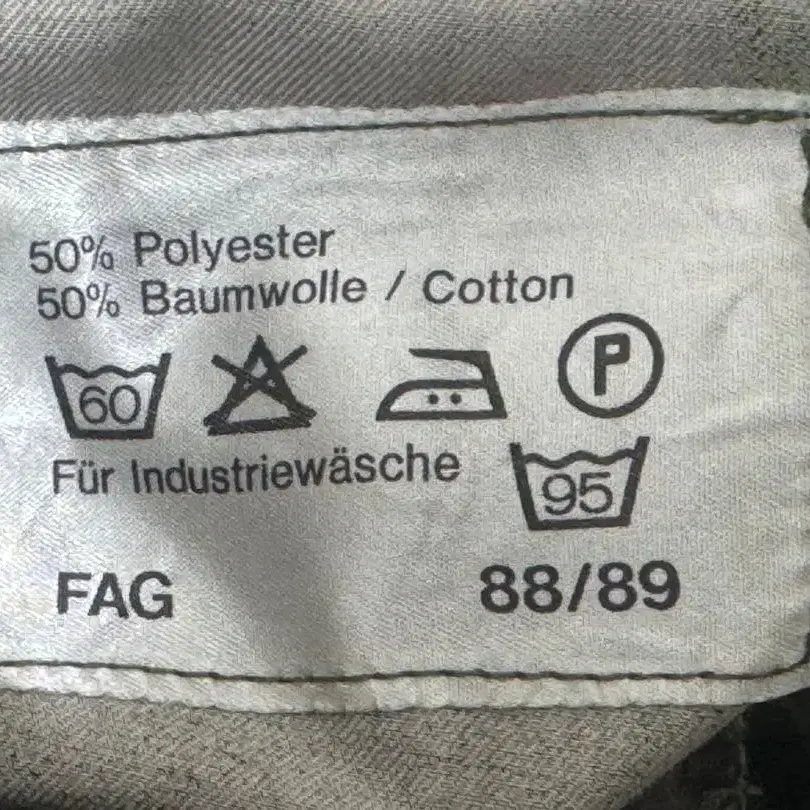 50% Polyester
50% Baumwolle / Cotton
60 P
Für Industriewäsche 95
FAG 88/89